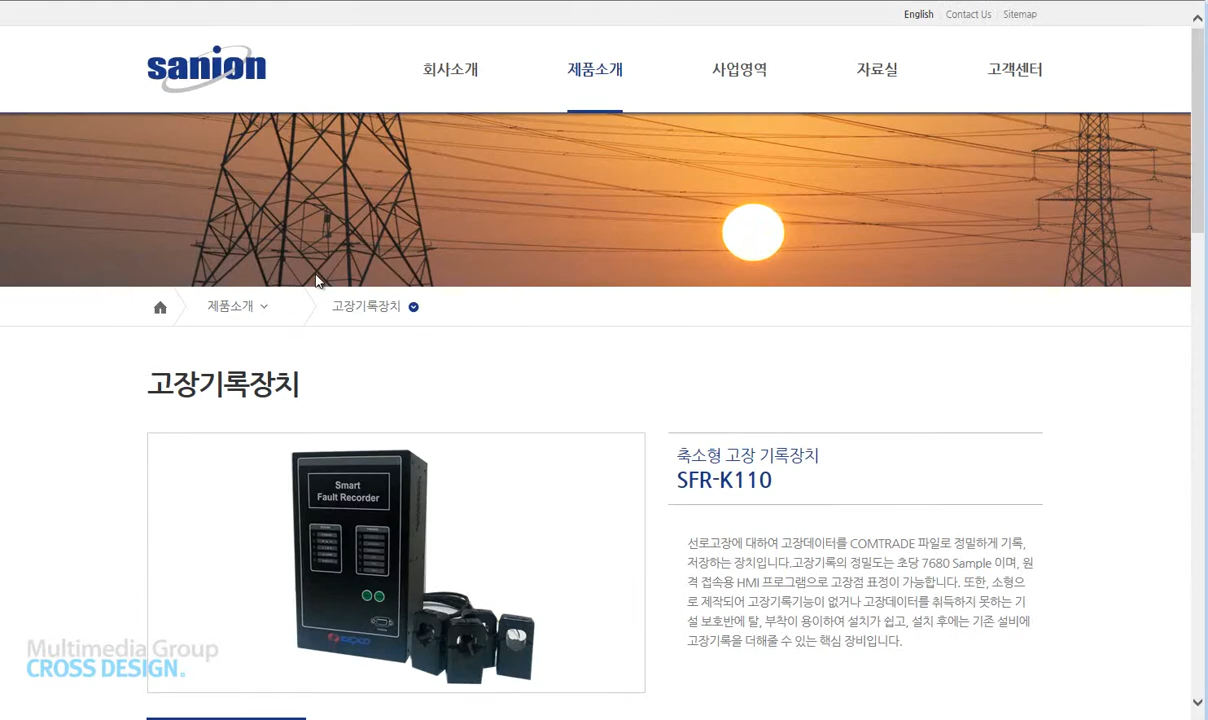 English Contact Us Sitemap
sanion
회사소개 제품소개 사업영역 자료실 고객센터
제품소개 고장기록장치
고장기록장치
Smart
Fault Recorder
축소형 고장 기록장치
SFR-K110
선로고장에 대하여 고장데이터를 COMTRADE 파일로 정밀하게 기록,
저장하는 장치입니다.고장기록의 정밀도는 초당 7680 Sample 이며, 원
격 접속용 HMI 프로그램으로 고장점 표정이 가능합니다. 또한, 소형으
로 제작되어 고장기록기능이 없거나 고장데이터를 취득하지 못하는 기
설 보호반에 탈, 부착이 용이하여 설치가 쉽고, 설치 후에는 기존 설비에
고장기록을 더해줄 수 있는 핵심 장비입니다.
Multimedia Group
CROSS DESIGN.